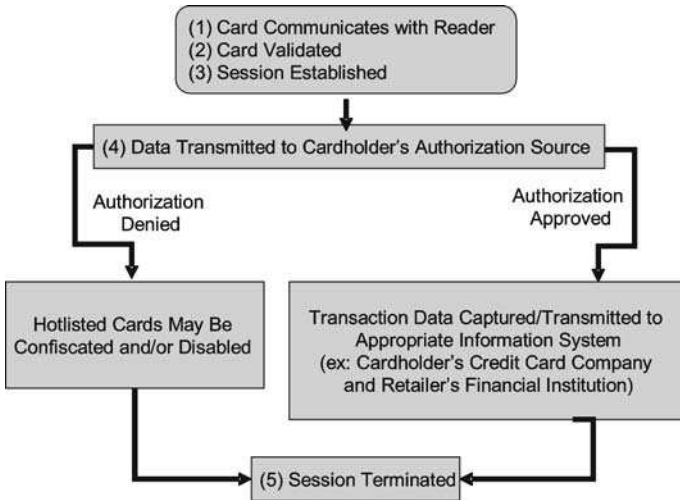 (1) Card Communicates with Reader
(2) Card Validated
(3) Session Established
(4) Data Transmitted to Cardholder's Authorization Source
Authorization
Denied
Authorization
Approved
Hotlisted Cards May Be
Confiscated and/or Disabled
Transaction Data Captured/Transmitted to
Appropriate Information System
(ex: Cardholder's Credit Card Company
and Retailer's Financial Institution)
(5) Session Terminated